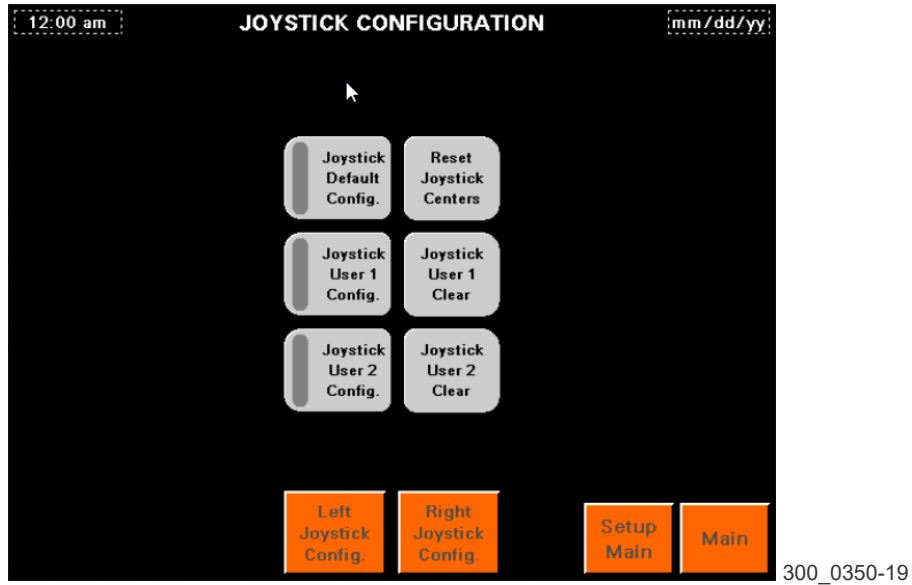 12:00 am
JOYSTICK CONFIGURATION
mm/dd/yy
Joystick
Default
Config.
Reset
Joystick
Centers
Joystick
User 1
Config.
Joystick
User 1
Clear
Joystick
User 2
Config.
Joystick
User 2
Clear
Left
Joystick
Config.
Right
Joystick
Config.
Setup
Main
Main
300_0350-19